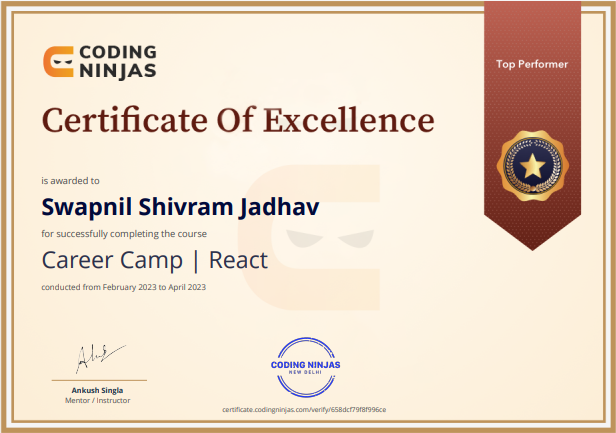 CODING
NINJAS
Top Performer
Certificate Of Excellence
is awarded to
Swapnil Shivram Jadhav
for successfully completing the course
Career Camp | React
conducted from February 2023 to April 2023
CODING NINJAS
NEW DELHI
Ankush Singla
Mentor / Instructor
certificate.codingninjas.com/verify/658dcf79f8f996ce